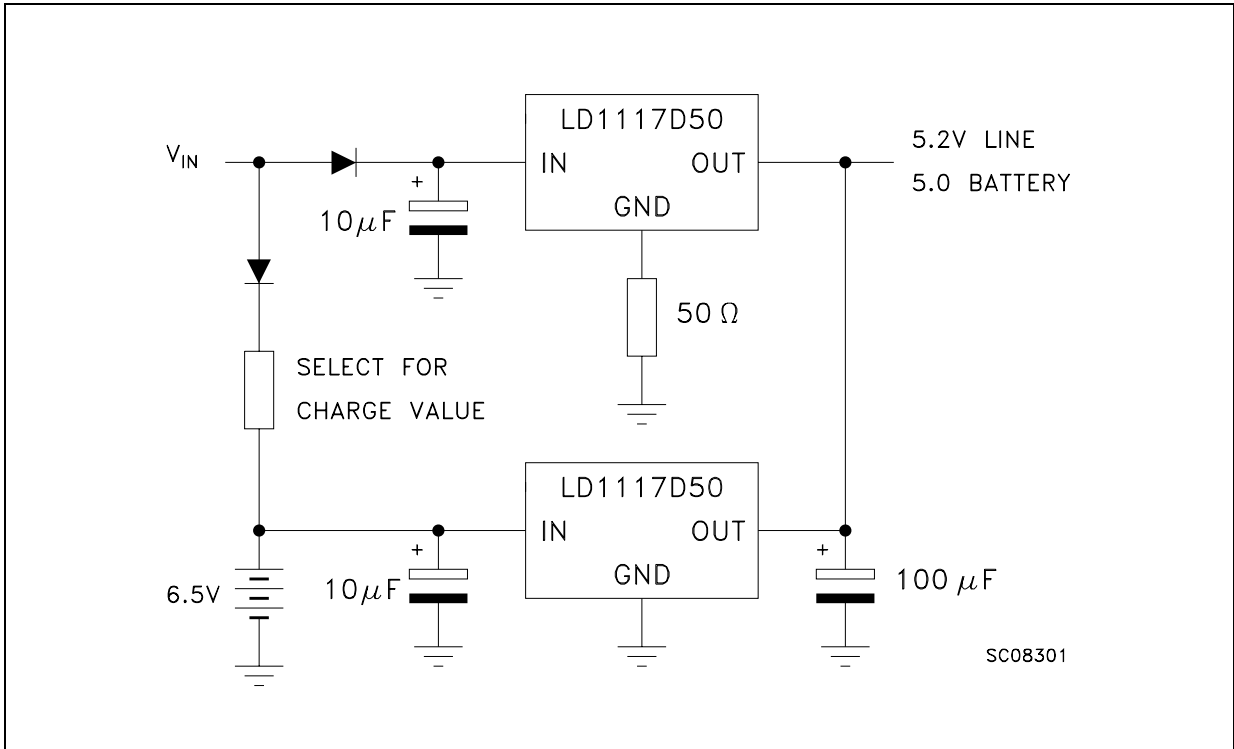 LD1117D50
V_IN
IN
OUT
5.2V LINE
5.0 BATTERY
+
10μF
GND
50 Ω
SELECT FOR
CHARGE VALUE
LD1117D50
IN
OUT
6.5V
+
10μF
GND
+
100 μF
SC08301